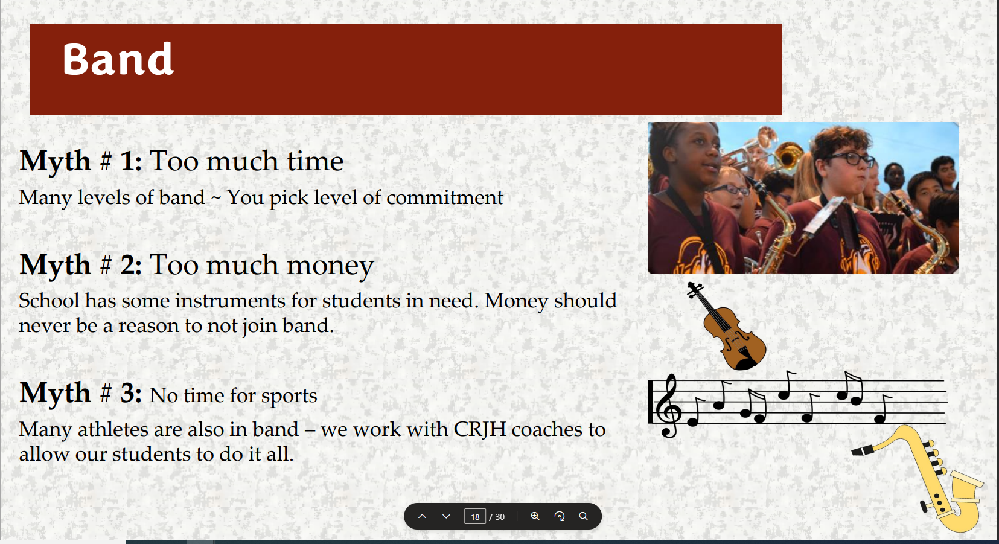 Band
Myth # 1: Too much time
Many levels of band ~ You pick level of commitment
Myth # 2: Too much money
School has some instruments for students in need. Money should
never be a reason to not join band.
Myth # 3: No time for sports
Many athletes are also in band – we work with CRJH coaches to
allow our students to do it all.
18 / 30